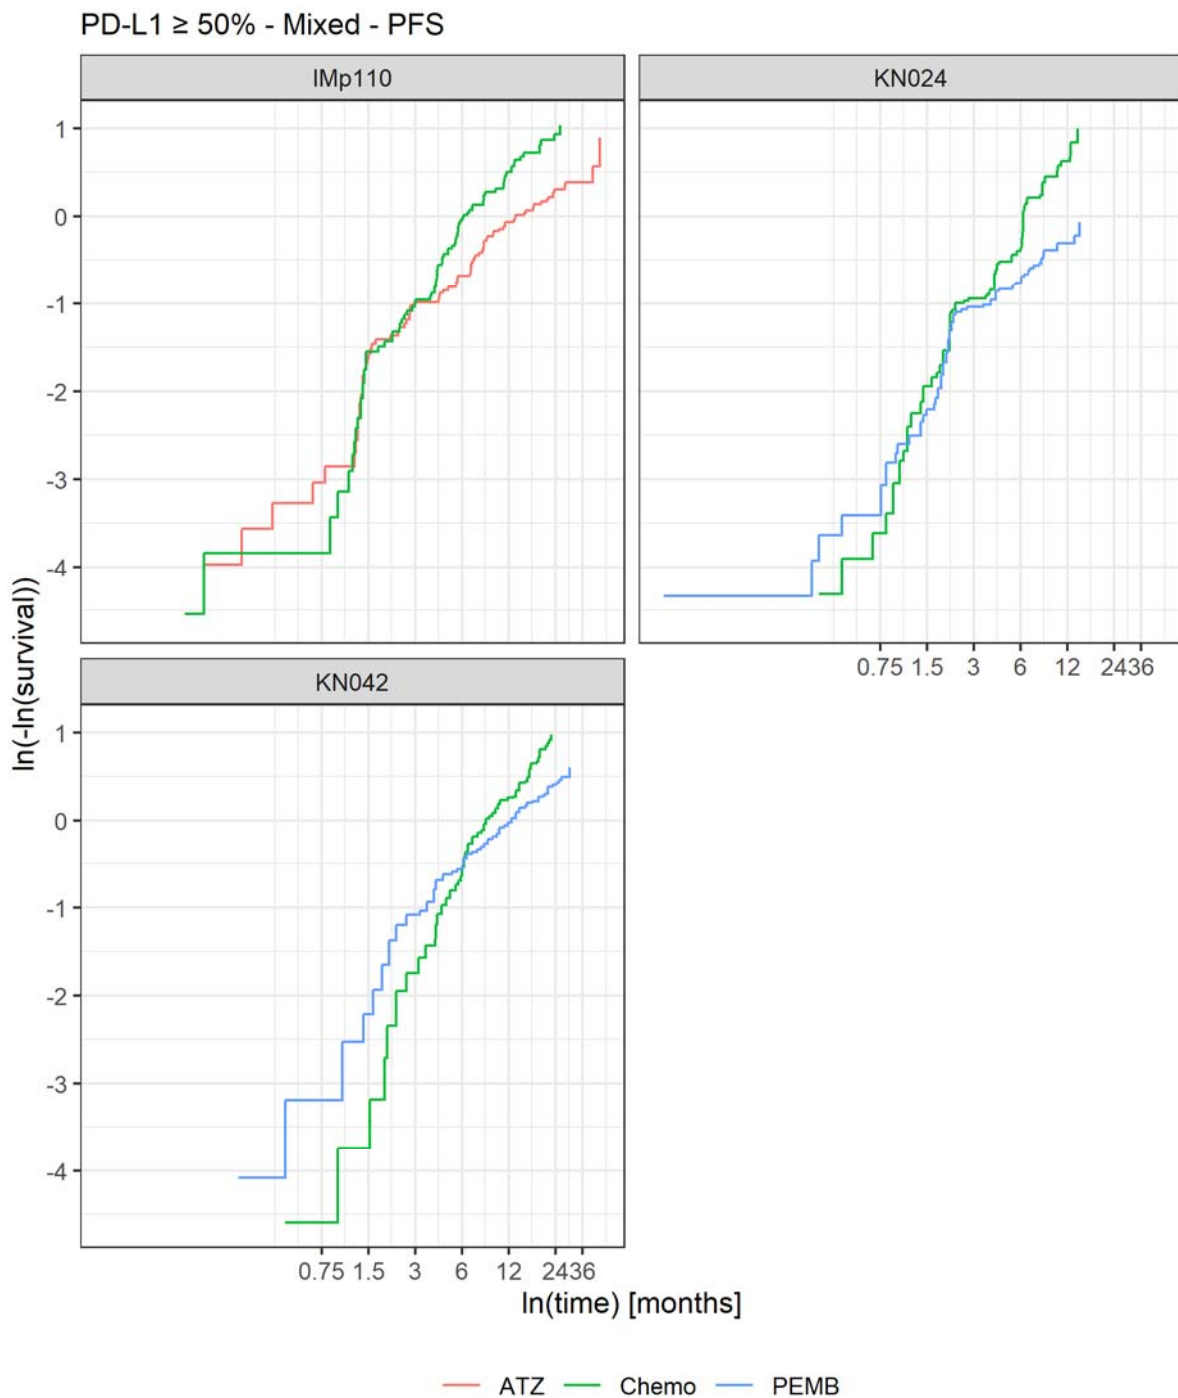 PD-L1 ≥ 50% - Mixed - PFS
IMp110
KN024
1
0
-1
-2
-3
-4
0.75 1.5 3 6 12 2436
KN042
1
0
-1
-2
-3
-4
0.75 1.5 3 6 12 2436
ln(-ln(survival))
ln(time) [months]
ATZ Chemo PEMB